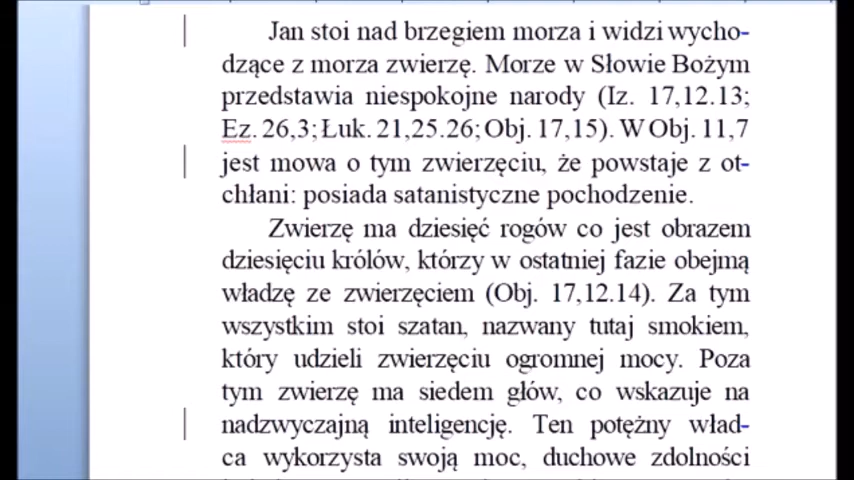 Jan stoi nad brzegiem morza i widzi wycho-
dzące z morza zwierzę. Morze w Słowie Bożym
przedstawia niespokojne narody (Iz. 17,12.13;
Ez. 26,3; Łuk. 21,25.26; Obj. 17,15). W Obj. 11,7
jest mowa o tym zwierzęciu, że powstaje z ot-
chłani: posiada satanistyczne pochodzenie.
Zwierzę ma dziesięć rogów co jest obrazem
dziesięciu królów, którzy w ostatniej fazie obejmą
władzę ze zwierzęciem (Obj. 17,12.14). Za tym
wszystkim stoi szatan, nazwany tutaj smokiem,
który udzieli zwierzęciu ogromnej mocy. Poza
tym zwierzę ma siedem głów, co wskazuje na
nadzwyczajną inteligencję. Ten potężny wład-
ca wykorzysta swoją moc, duchowe zdolności